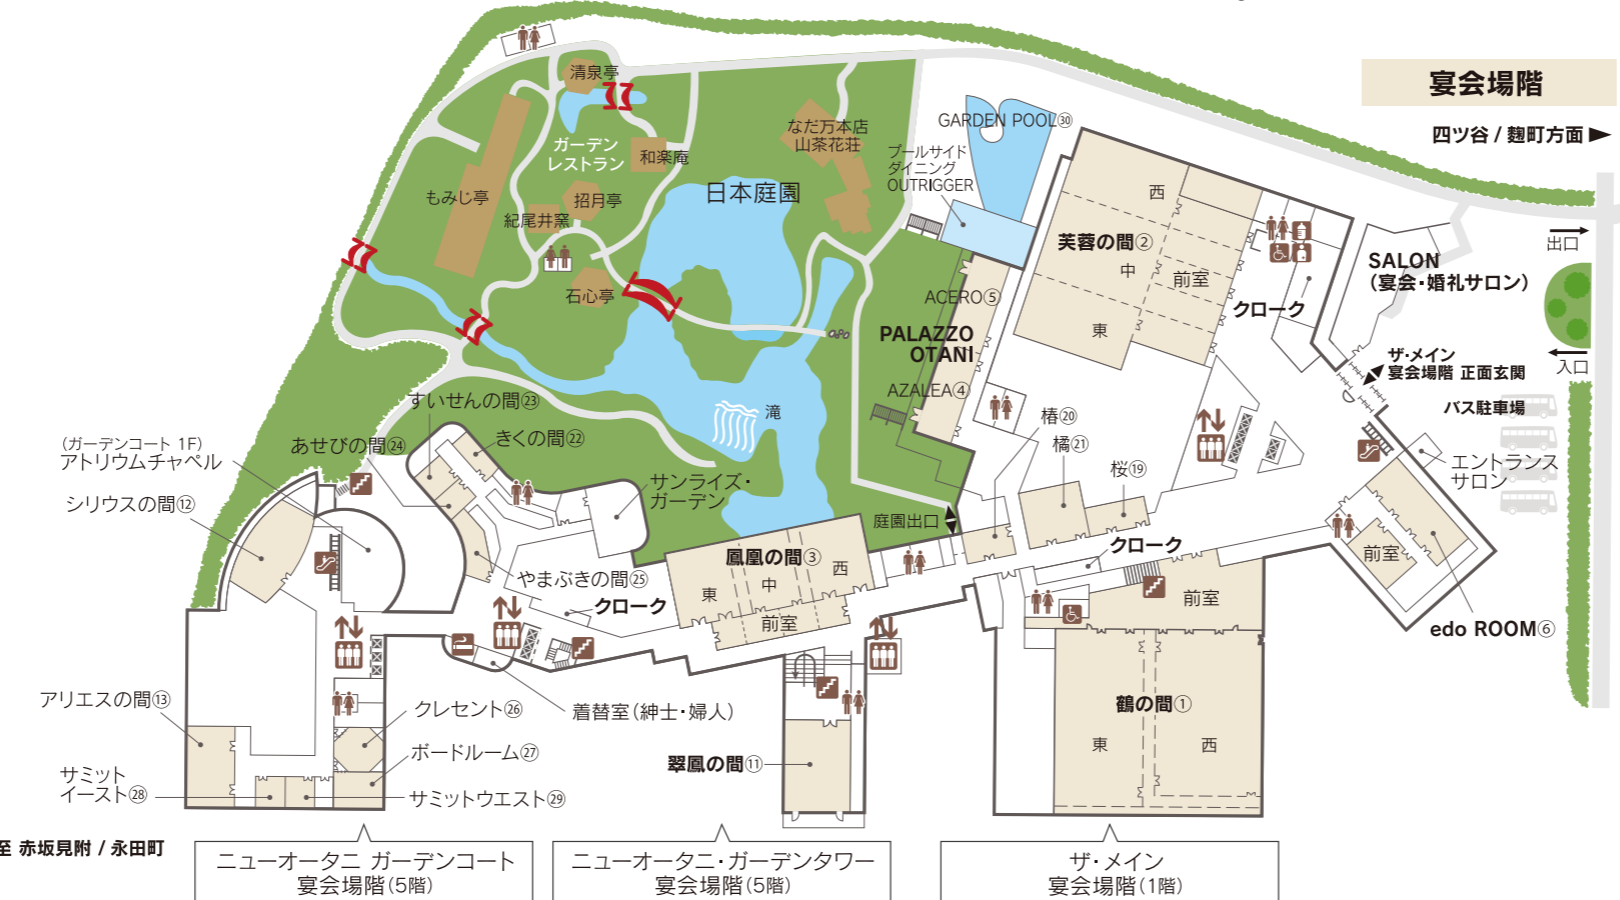 宴会場階
四ツ谷 / 麴町方面
清泉亭
ガーデン
レストラン
和楽庵
もみじ亭
招月亭
紀尾井窯
石心亭
日本庭園
なだ万本店
山茶花荘
GARDEN POOL㉚
プールサイド
ダイニング
OUTRIGGER
西
芙蓉の間②
中
前室
東
クローク
SALON
(宴会・婚礼サロン)
出口
入口
ザ・メイン
宴会場階 正面玄関
バス駐車場
エントランス
サロン
ACERO⑤
PALAZZO
OTANI
AZALEA④
滝
椿⑳
橘㉑
桜⑲
庭園出口
クローク
すいせんの間㉓
きくの間㉒
あせびの間㉔
(ガーデンコート 1F)
アトリウムチャペル
シリウスの間⑫
サンライズ・
ガーデン
やまぶきの間㉕
クローク
鳳凰の間③
東
中
西
前室
前室
前室
edo ROOM⑥
鶴の間①
東
西
アリエスの間⑬
クレセント㉖
着替室(紳士・婦人)
ボードルーム㉗
サミット
イースト㉘
サミットウエスト㉙
翠鳳の間⑪
至 赤坂見附 / 永田町
ニューオータニ ガーデンコート
宴会場階(5階)
ニューオータニ・ガーデンタワー
宴会場階(5階)
ザ・メイン
宴会場階(1階)